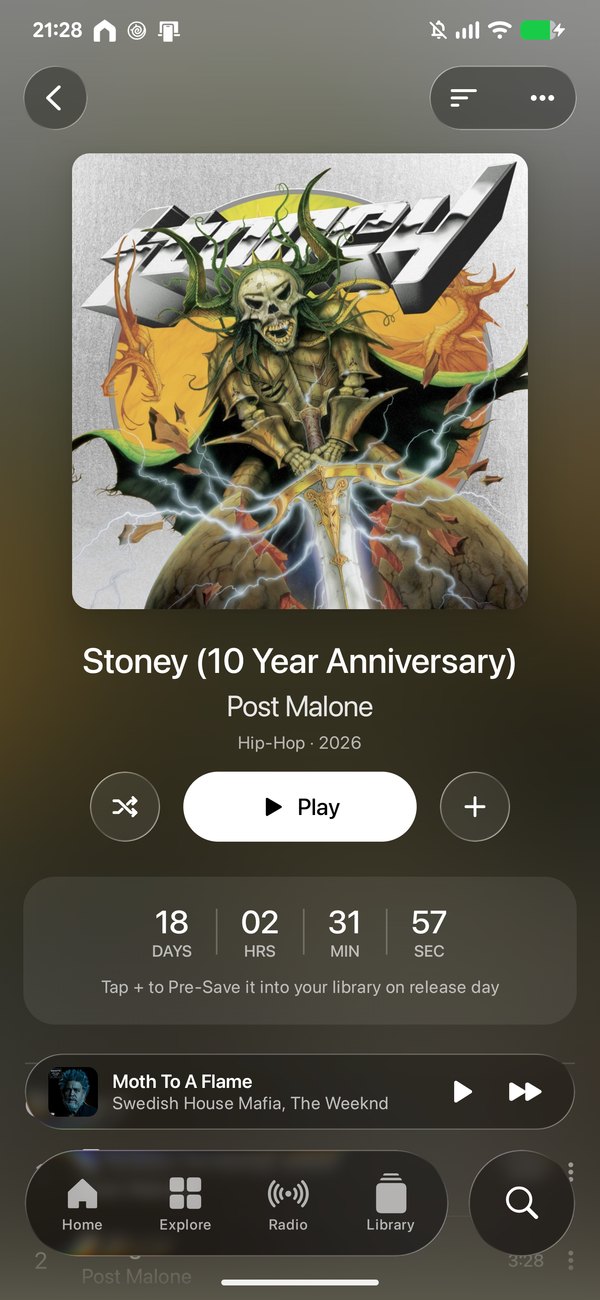 21:28
Stoney
Stoney (10 Year Anniversary)
Post Malone
Hip-Hop · 2026
Play
18 02 31 57
DAYS HRS MIN SEC
Tap + to Pre-Save it into your library on release day
Moth To A Flame
Swedish House Mafia, The Weeknd
Home Explore Radio Library
2
3:28
Post Malone